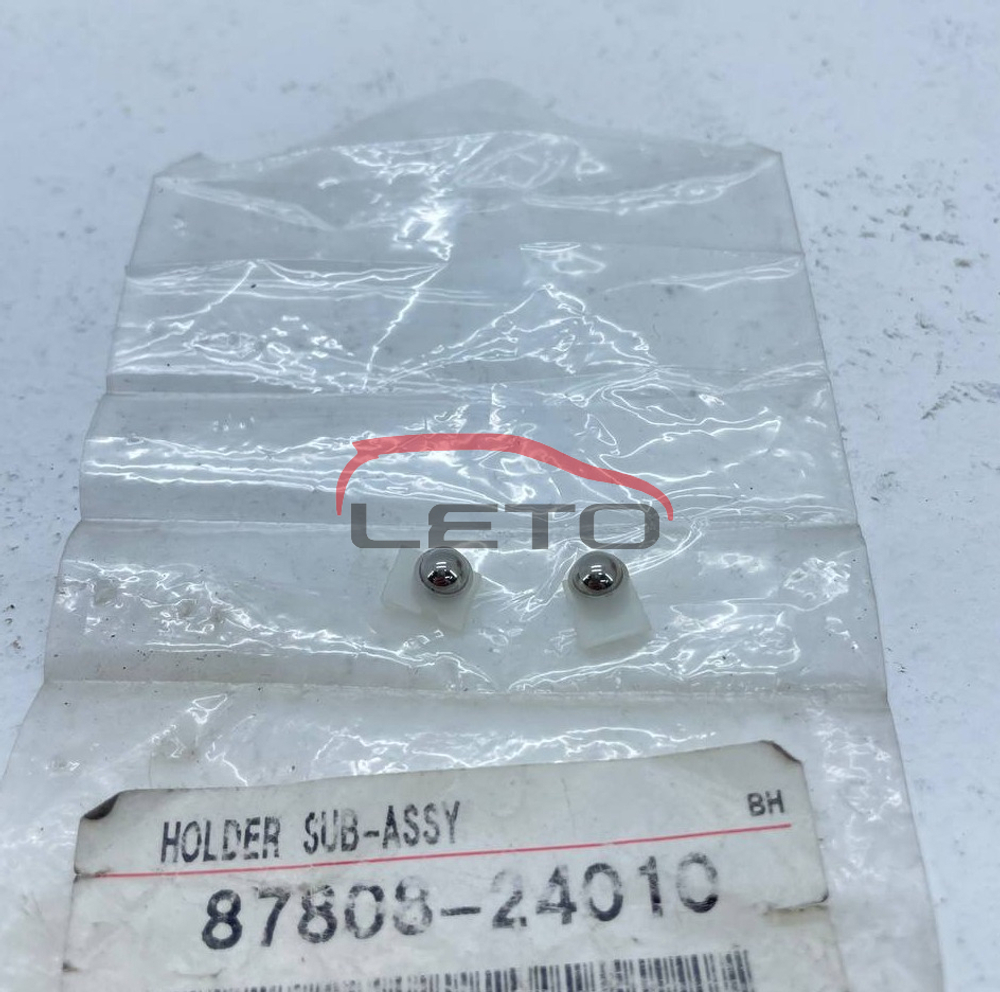 LETO
HOLDER SUB-ASSY
BH
87808-24010